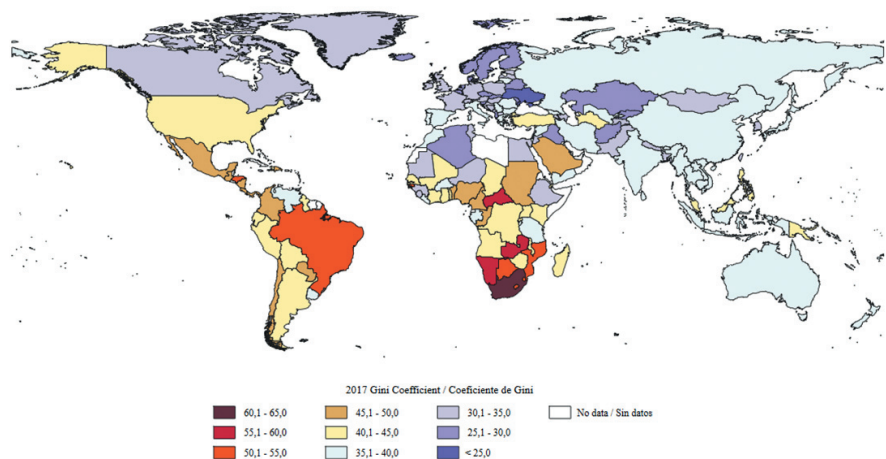 2017 Gini Coefficient / Coeficiente de Gini
60,1 - 65,0
55,1 - 60,0
50,1 - 55,0
45,1 - 50,0
40,1 - 45,0
35,1 - 40,0
30,1 - 35,0
25,1 - 30,0
< 25,0
No data / Sin datos